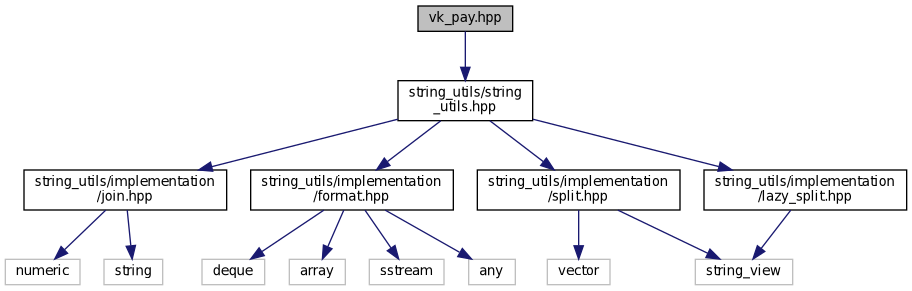 vk_pay.hpp
string_utils/string
_utils.hpp
string_utils/implementation
/join.hpp
string_utils/implementation
/format.hpp
string_utils/implementation
/split.hpp
string_utils/implementation
/lazy_split.hpp
numeric
string
deque
array
sstream
any
vector
string_view